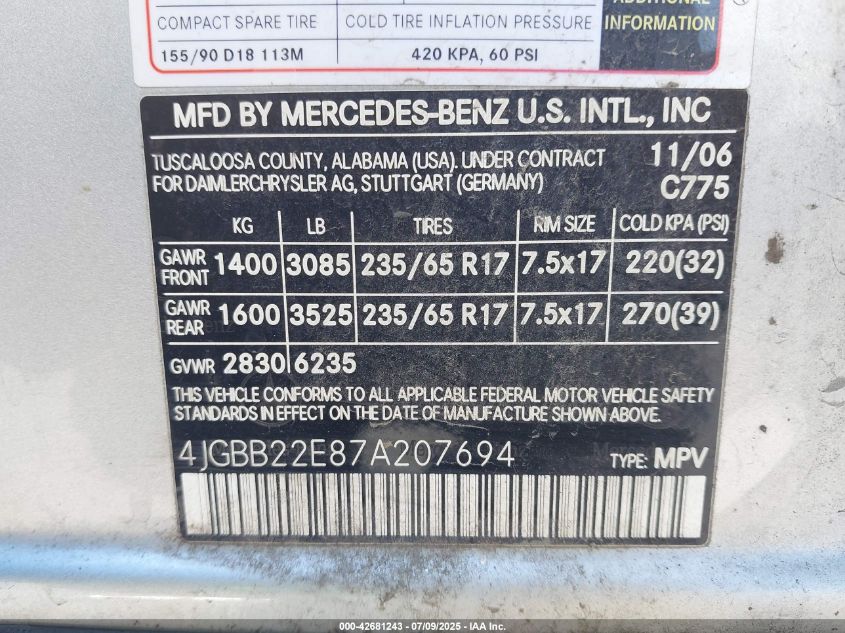 ADDITIONAL
COMPACT SPARE TIRE COLD TIRE INFLATION PRESSURE INFORMATION
155/90 D18 113M 420 KPA, 60 PSI
MFD BY MERCEDES-BENZ U.S. INTL., INC
TUSCALOOSA COUNTY, ALABAMA (USA). UNDER CONTRACT 11/06
FOR DAIMLERCHRYSLER AG, STUTTGART (GERMANY) C775
KG LB TIRES RIM SIZE COLD KPA (PSI)
GAWR FRONT 1400 3085 235/65 R17 7.5x17 220(32)
GAWR REAR 1600 3525 235/65 R17 7.5x17 270(39)
GVWR 2830 6235
THIS VEHICLE CONFORMS TO ALL APPLICABLE FEDERAL MOTOR VEHICLE SAFETY
STANDARDS IN EFFECT ON THE DATE OF MANUFACTURE SHOWN ABOVE.
4JGBB22E87A207694 TYPE: MPV
000-42681243 - 07/09/2025 - IAA Inc.